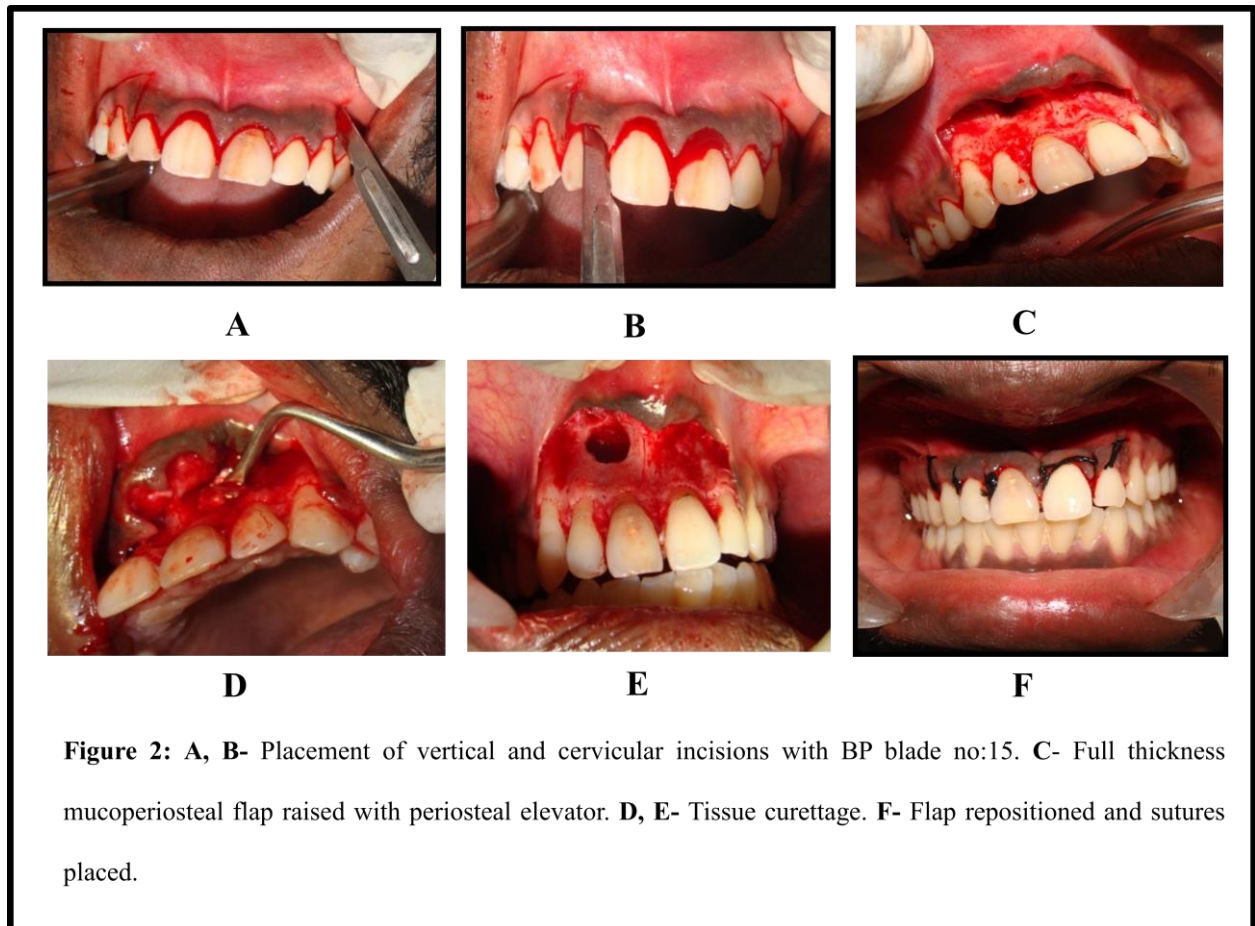 A
B
C
D
E
F
Figure 2: A, B- Placement of vertical and cervicular incisions with BP blade no:15. C- Full thickness
mucoperiosteal flap raised with periosteal elevator. D, E- Tissue curettage. F- Flap repositioned and sutures
placed.